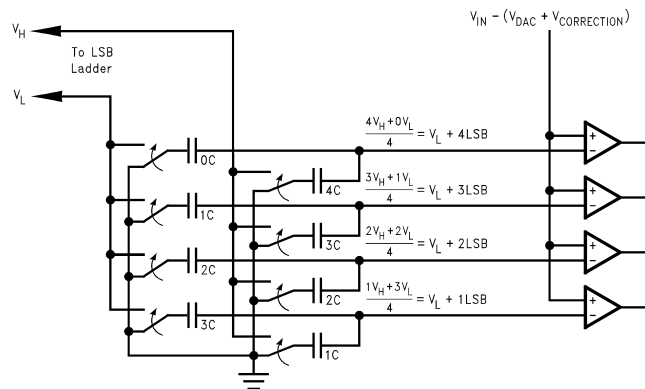 V_H
To LSB
Ladder
V_L
V_IN − (V_DAC + V_CORRECTION)
(4V_H + 0V_L)/4 = V_L + 4LSB
0C
4C
(3V_H + 1V_L)/4 = V_L + 3LSB
1C
3C
(2V_H + 2V_L)/4 = V_L + 2LSB
2C
2C
(1V_H + 3V_L)/4 = V_L + 1LSB
3C
1C
+
−
+
−
+
−
+
−